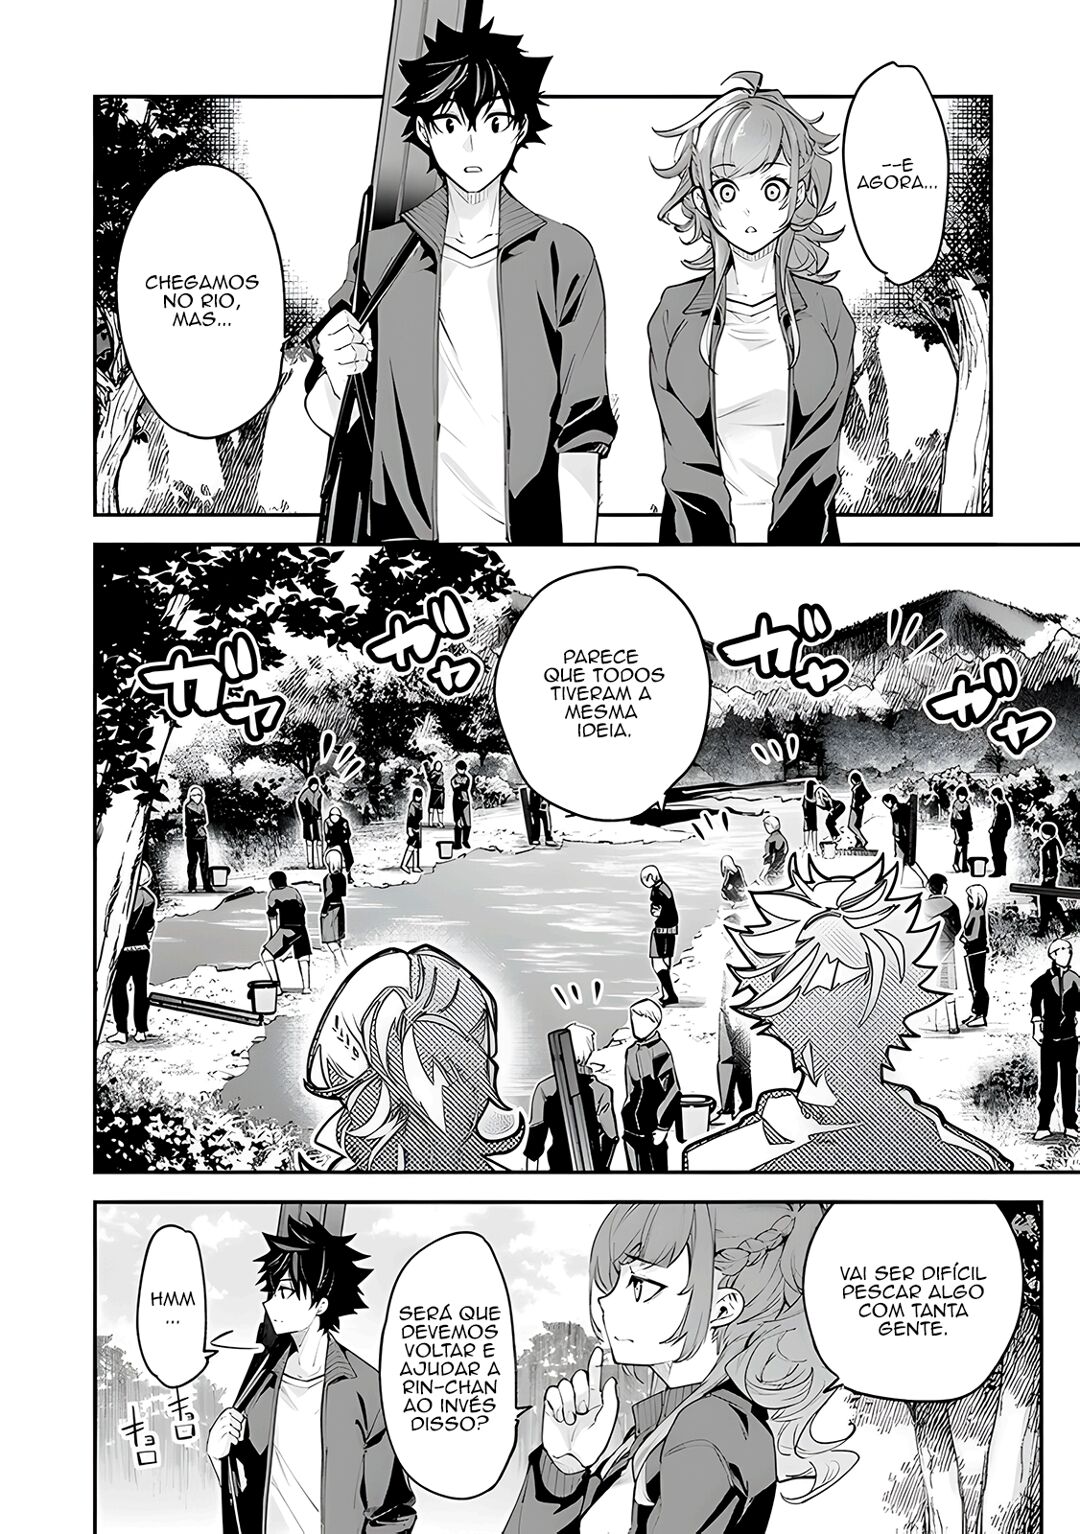 --E
AGORA...
CHEGAMOS
NO RIO,
MAS...
PARECE
QUE TODOS
TIVERAM A
MESMA
IDEIA.
ガヤ
ガヤ
ガヤ
ガヤ
VAI SER DIFÍCIL
PESCAR ALGO
COM TANTA
GENTE.
SERÁ QUE
DEVEMOS
VOLTAR E
AJUDAR A
RIN-CHAN
AO INVÉS
DISSO?
HMM
...
キョロ
キョロ